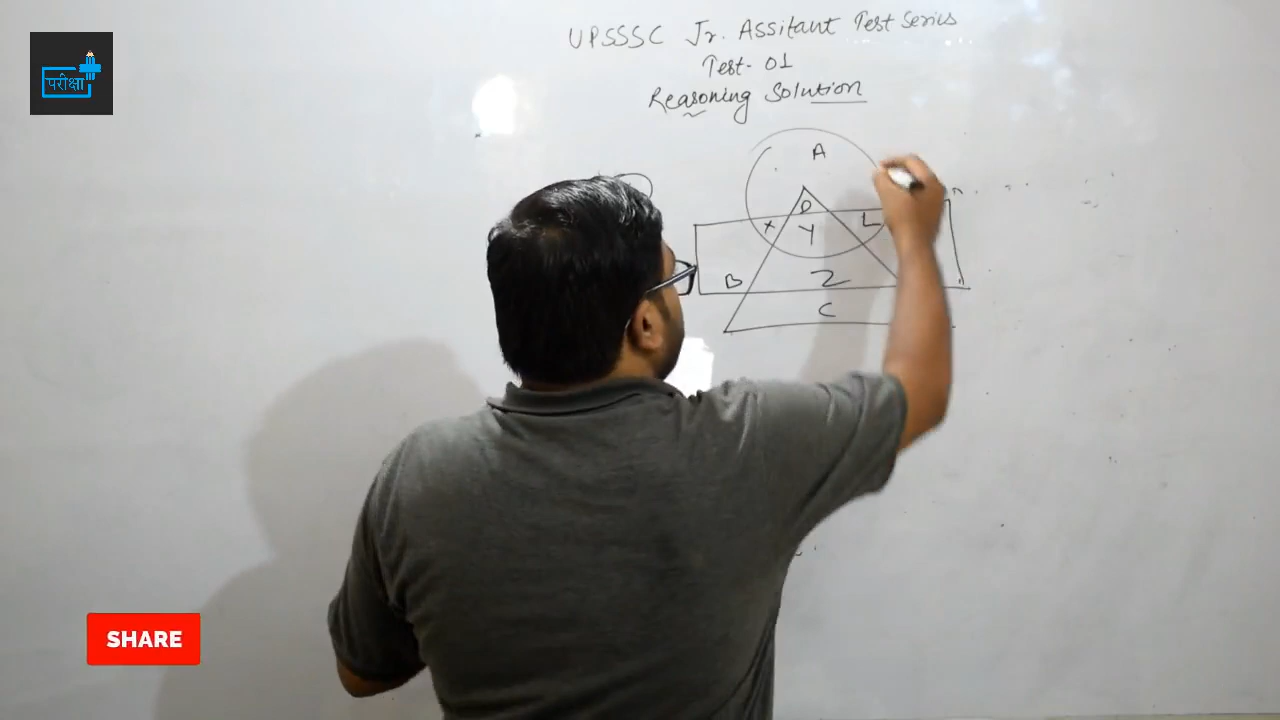 परीक्षा
UPSSSC Jr. Assitant Test Series
Test- 01
Reasoning Solution
A
D
X Y L
B Z
C
SHARE